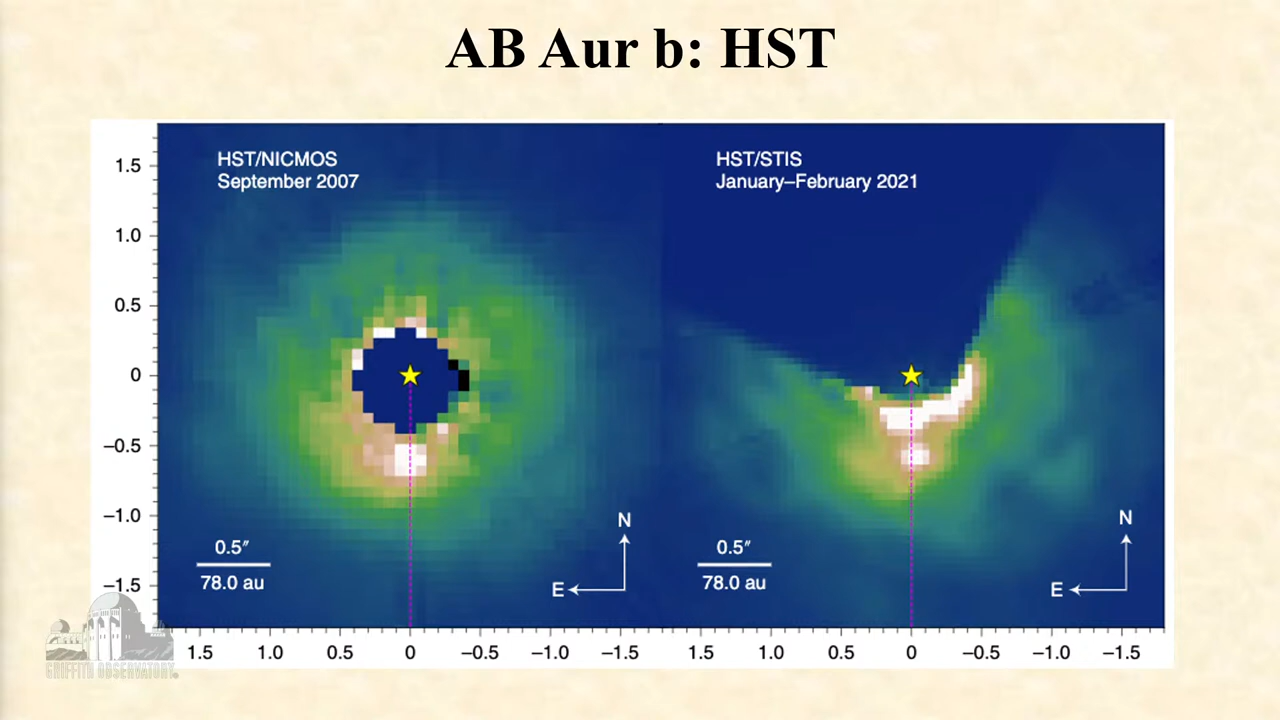 AB Aur b: HST
HST/NICMOS
September 2007
HST/STIS
January–February 2021
1.5
1.0
0.5
0
−0.5
−1.0
−1.5
0.5″
78.0 au
N
E
0.5″
78.0 au
N
E
1.5 1.0 0.5 0 −0.5 −1.0 −1.5 1.5 1.0 0.5 0 −0.5 −1.0 −1.5
GRIFFITH OBSERVATORY